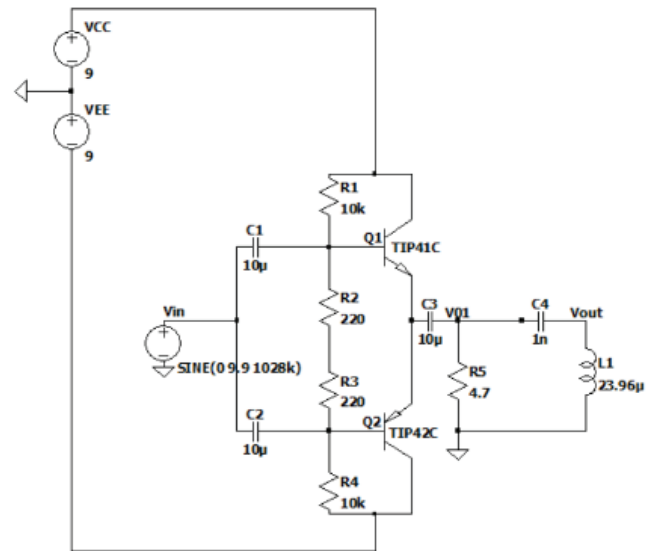 VCC
9
VEE
9
R1
10k
C1
10µ
Q1
TIP41C
R2
220
Vin
SINE(0 9.9 1028k)
C3
10µ
V01
C4
1n
Vout
R5
4.7
L1
23.96µ
R3
220
C2
10µ
Q2
TIP42C
R4
10k